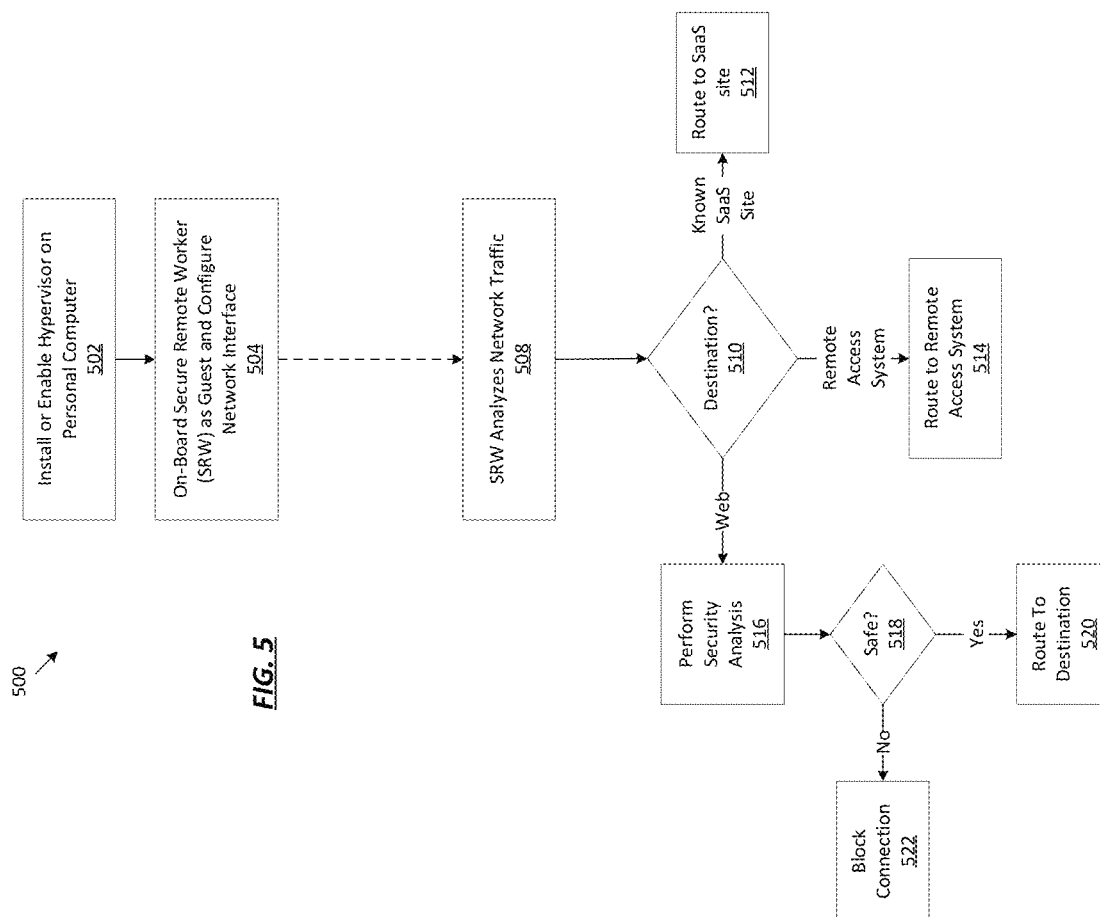 500
FIG. 5
Install or Enable Hypervisor on
Personal Computer
502
On-Board Secure Remote Worker
(SRW) as Guest and Configure
Network Interface
504
SRW Analyzes Network Traffic
508
Destination?
510
Known
SaaS
Site
Route to SaaS
site
512
Remote
Access
System
Route to Remote
Access System
514
Web
Perform
Security
Analysis
516
Safe?
518
Yes
Route To
Destination
520
No
Block
Connection
522